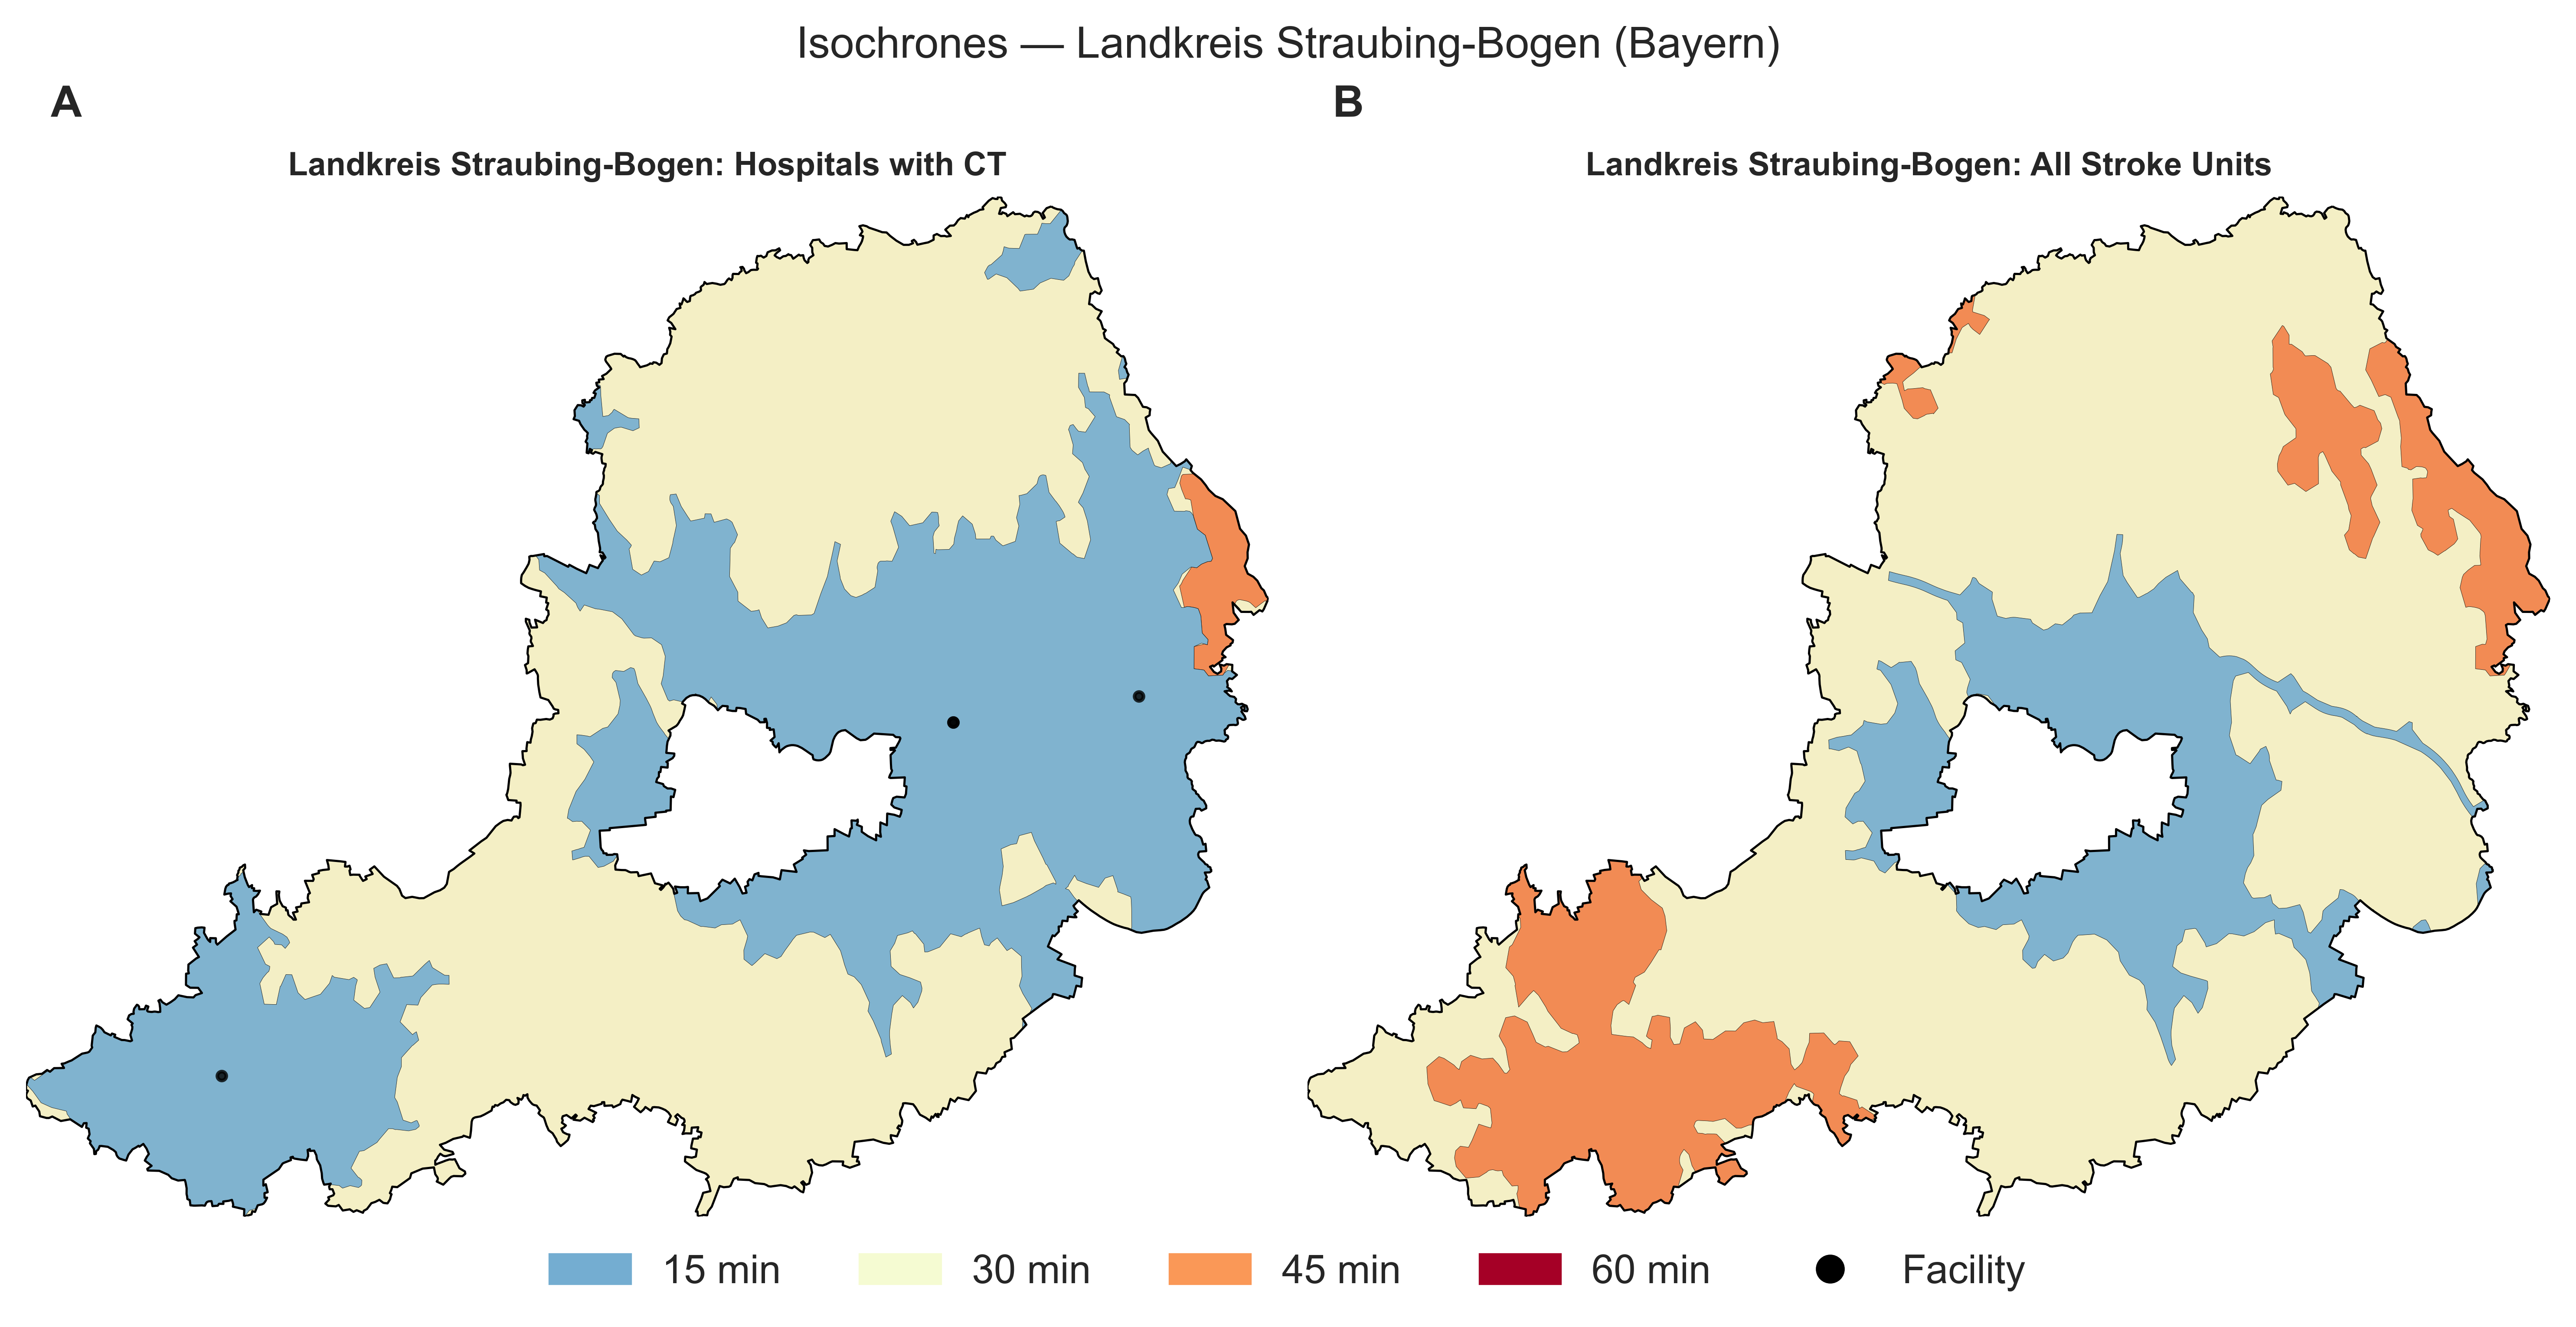 Isochrones — Landkreis Straubing-Bogen (Bayern)
A
B
Landkreis Straubing-Bogen: Hospitals with CT
Landkreis Straubing-Bogen: All Stroke Units
15 min
30 min
45 min
60 min
Facility